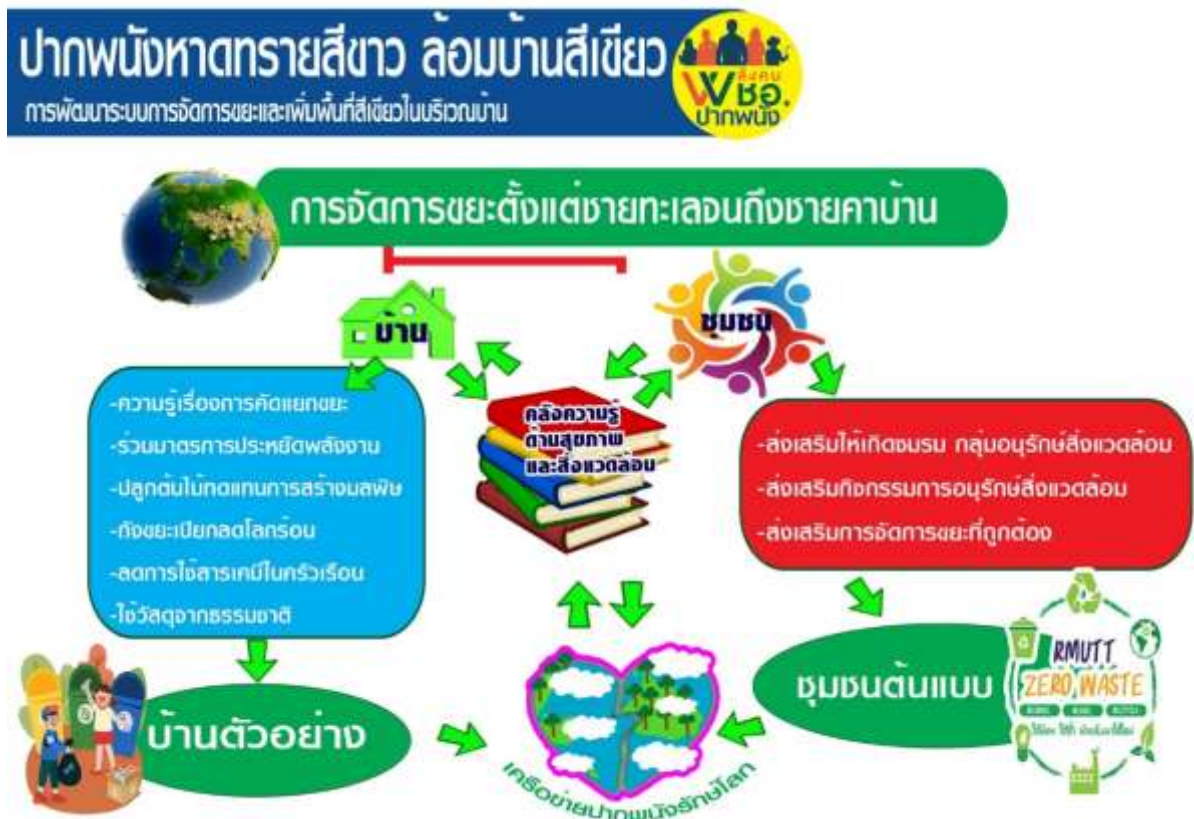 ปากพนังหาดทรายสีขาว ล้อมบ้านสีเขียว
การพัฒนาระบบการจัดการขยะและเพิ่มพื้นที่สีเขียวในบริเวณบ้าน
สังคม
พชอ.
ปากพนัง
การจัดการขยะตั้งแต่ชายทะเลจนถึงชายคาบ้าน
บ้าน
ชุมชน
-ความรู้เรื่องการคัดแยกขยะ
-ร่วมมาตรการประหยัดพลังงาน
-ปลูกต้นไม้ทดแทนการสร้างมลพิษ
-ถังขยะเปียกลดโลกร้อน
-ลดการใช้สารเคมีในครัวเรือน
-ใช้วัสดุจากธรรมชาติ
คลังความรู้
ด้านสุขภาพ
และสิ่งแวดล้อม
-ส่งเสริมให้เกิดชมรม กลุ่มอนุรักษ์สิ่งแวดล้อม
-ส่งเสริมกิจกรรมการอนุรักษ์สิ่งแวดล้อม
-ส่งเสริมการจัดการขยะที่ถูกต้อง
บ้านตัวอย่าง
เครือข่ายปากพนังรักษ์โลก
ชุมชนต้นแบบ
RMUTT
ZERO WASTE